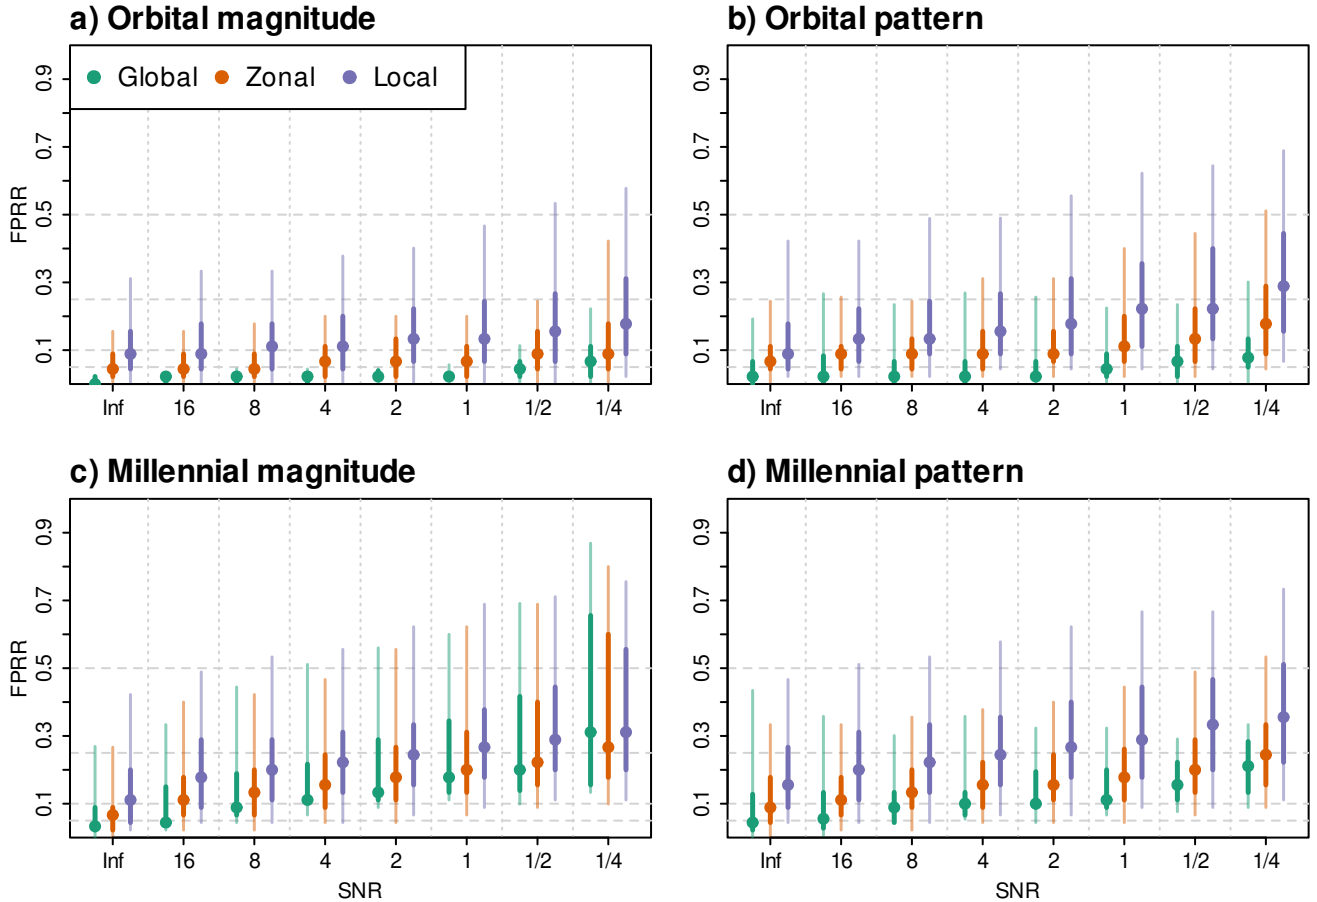 a) Orbital magnitude
Global Zonal Local
FPRR
0.1 0.3 0.5 0.7 0.9
Inf 16 8 4 2 1 1/2 1/4
b) Orbital pattern
0.1 0.3 0.5 0.7 0.9
Inf 16 8 4 2 1 1/2 1/4
c) Millennial magnitude
FPRR
0.1 0.3 0.5 0.7 0.9
Inf 16 8 4 2 1 1/2 1/4
SNR
d) Millennial pattern
0.1 0.3 0.5 0.7 0.9
Inf 16 8 4 2 1 1/2 1/4
SNR